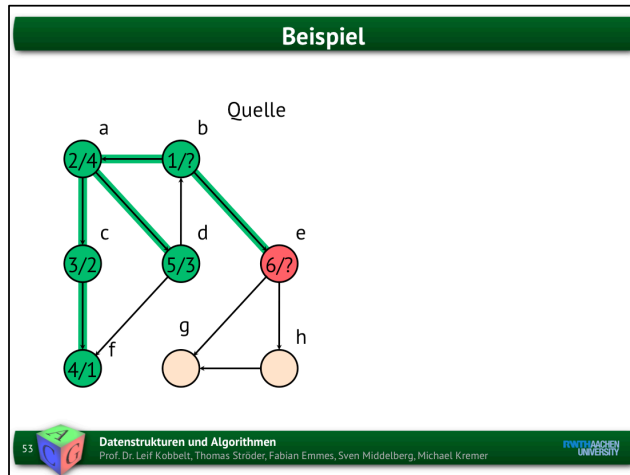 Beispiel
Quelle
a
b
2/4
1/?
c
d
e
3/2
5/3
6/?
g
h
f
4/1
53
A
C
G
Datenstrukturen und Algorithmen
Prof. Dr. Leif Kobbelt, Thomas Ströder, Fabian Emmes, Sven Middelberg, Michael Kremer
RWTHAACHEN
UNIVERSITY